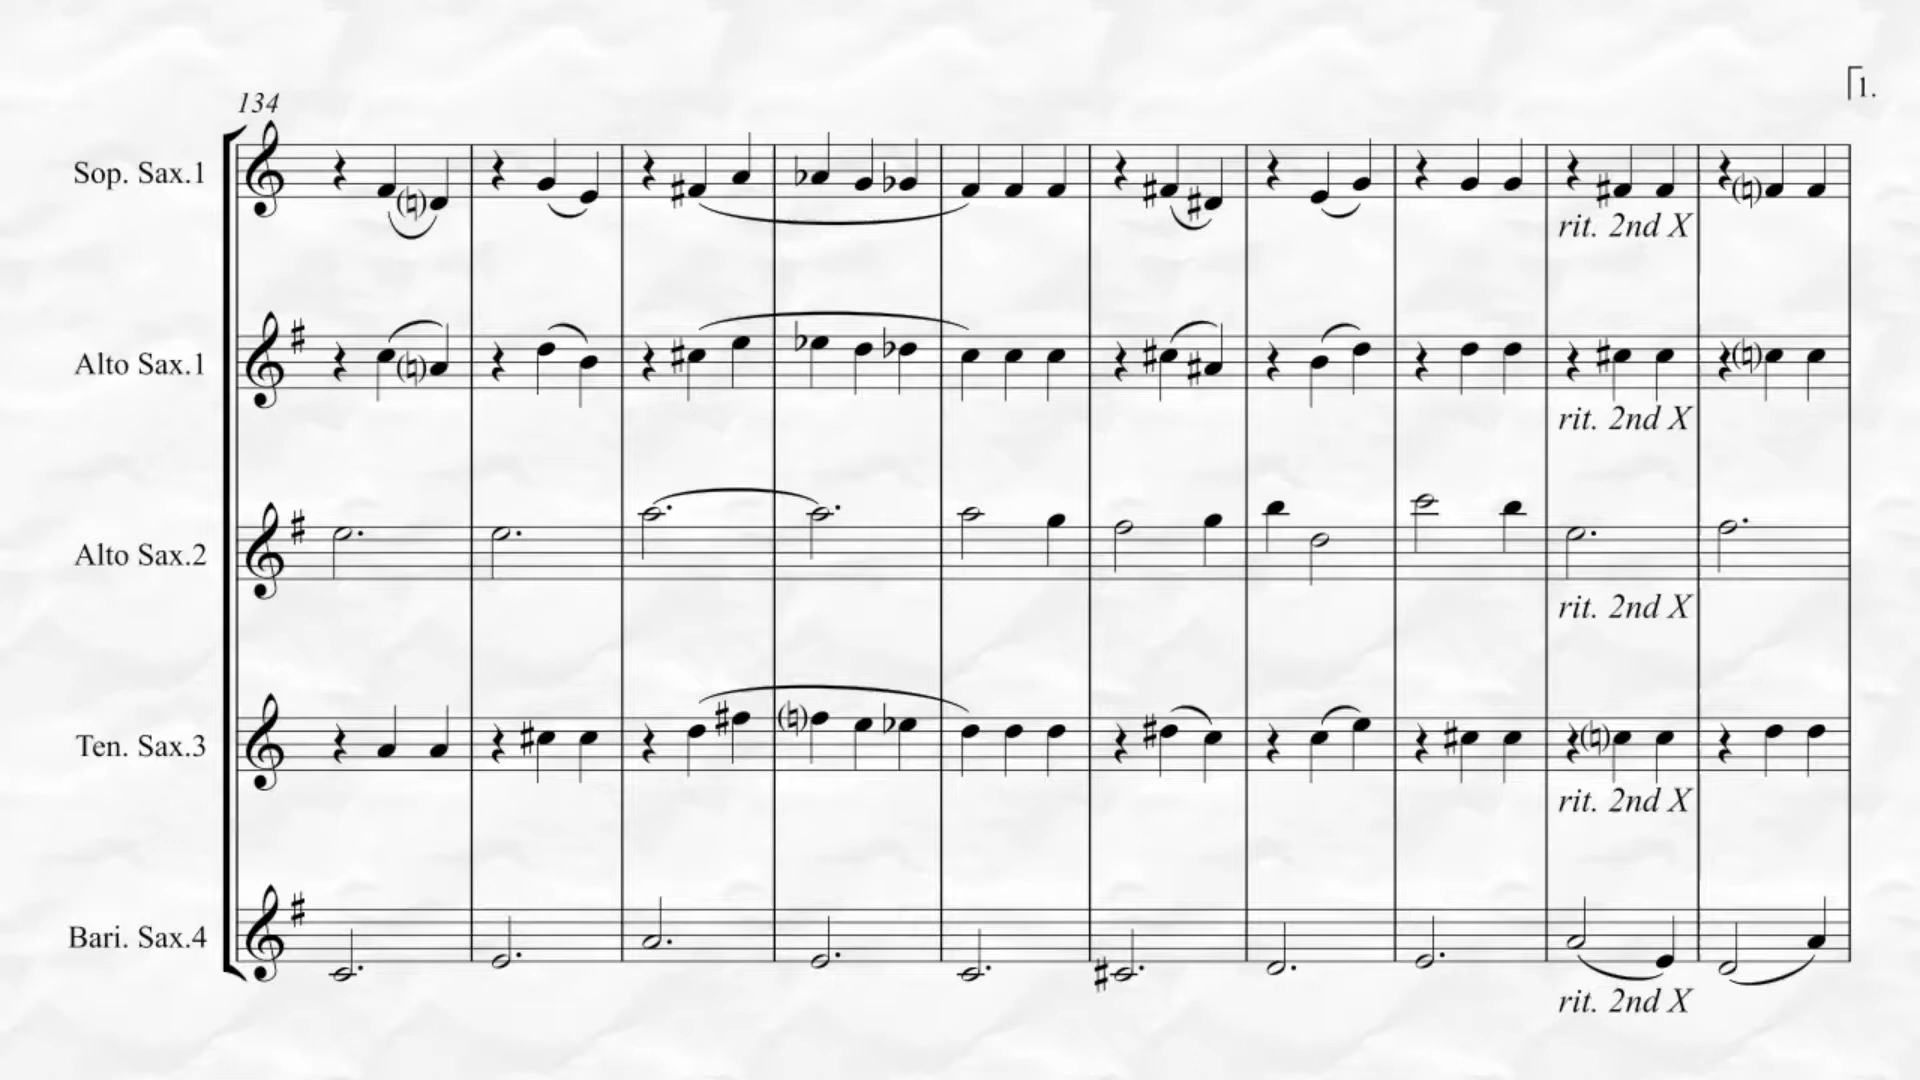 134
1.
Sop. Sax.1
rit. 2nd X
Alto Sax.1
rit. 2nd X
Alto Sax.2
rit. 2nd X
Ten. Sax.3
rit. 2nd X
Bari. Sax.4
rit. 2nd X